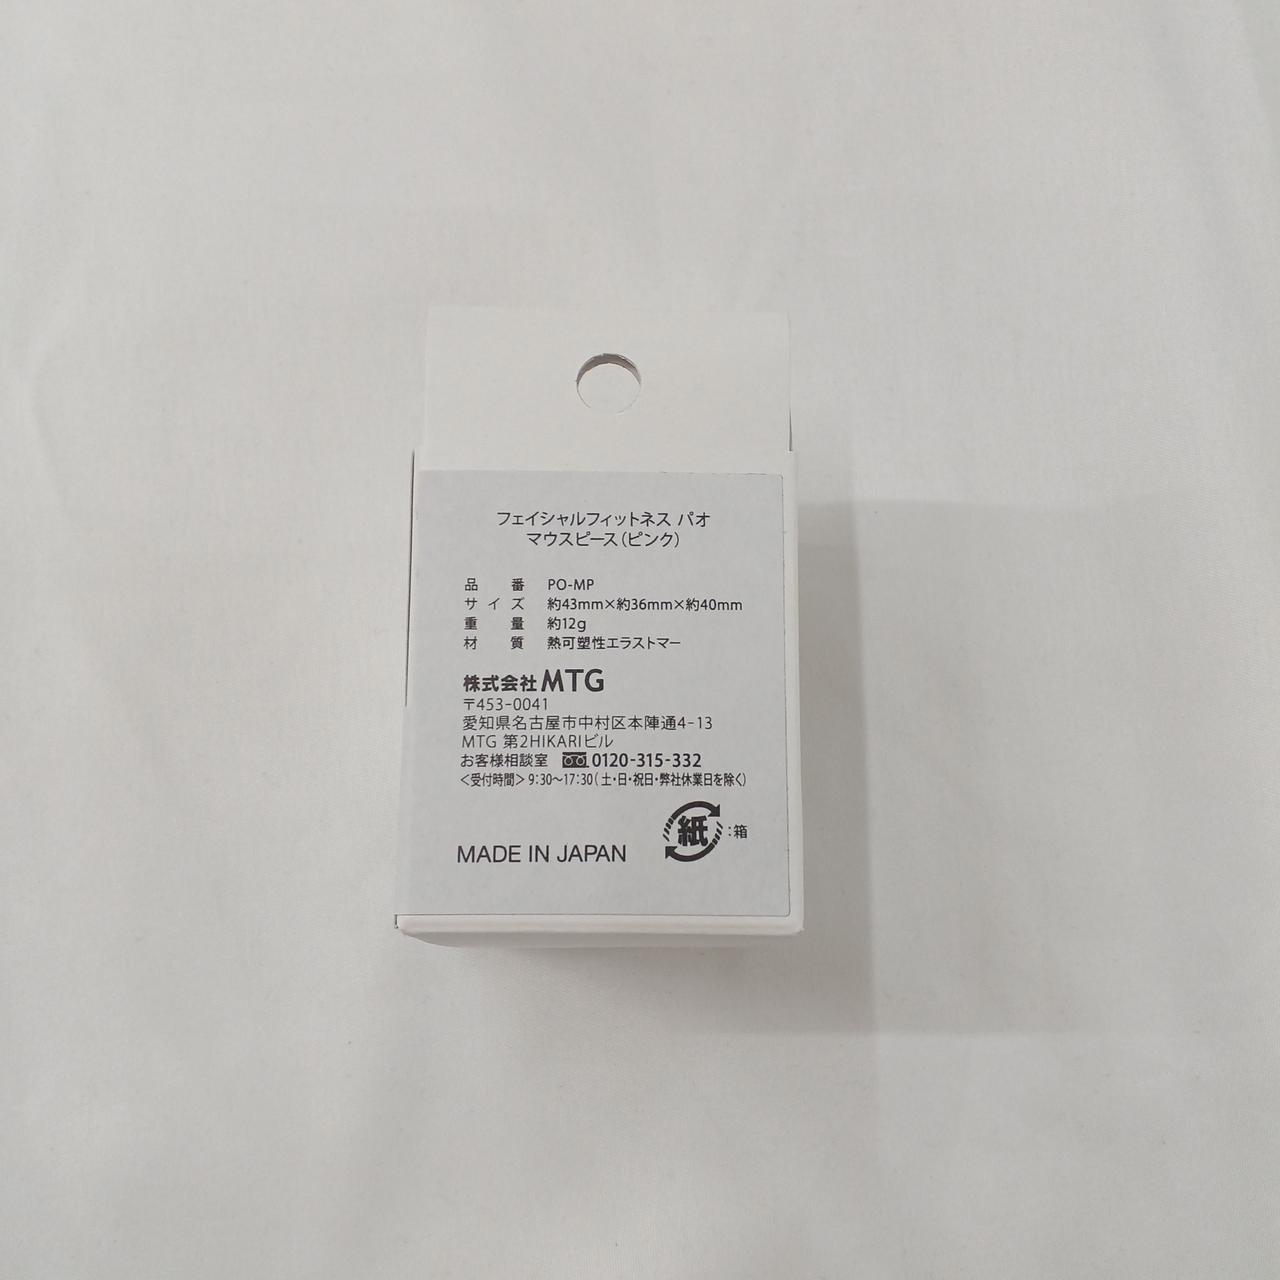 フェイシャルフィットネス パオ
マウスピース(ピンク)
品番 PO-MP
サイズ 約43mm×約36mm×約40mm
重量 約12g
材質 熱可塑性エラストマー
株式会社MTG
〒453-0041
愛知県名古屋市中村区本陣通4-13
MTG 第2HIKARIビル
お客様相談室 0120-315-332
<受付時間>9:30〜17:30(土・日・祝日・弊社休業日を除く)
紙:箱
MADE IN JAPAN